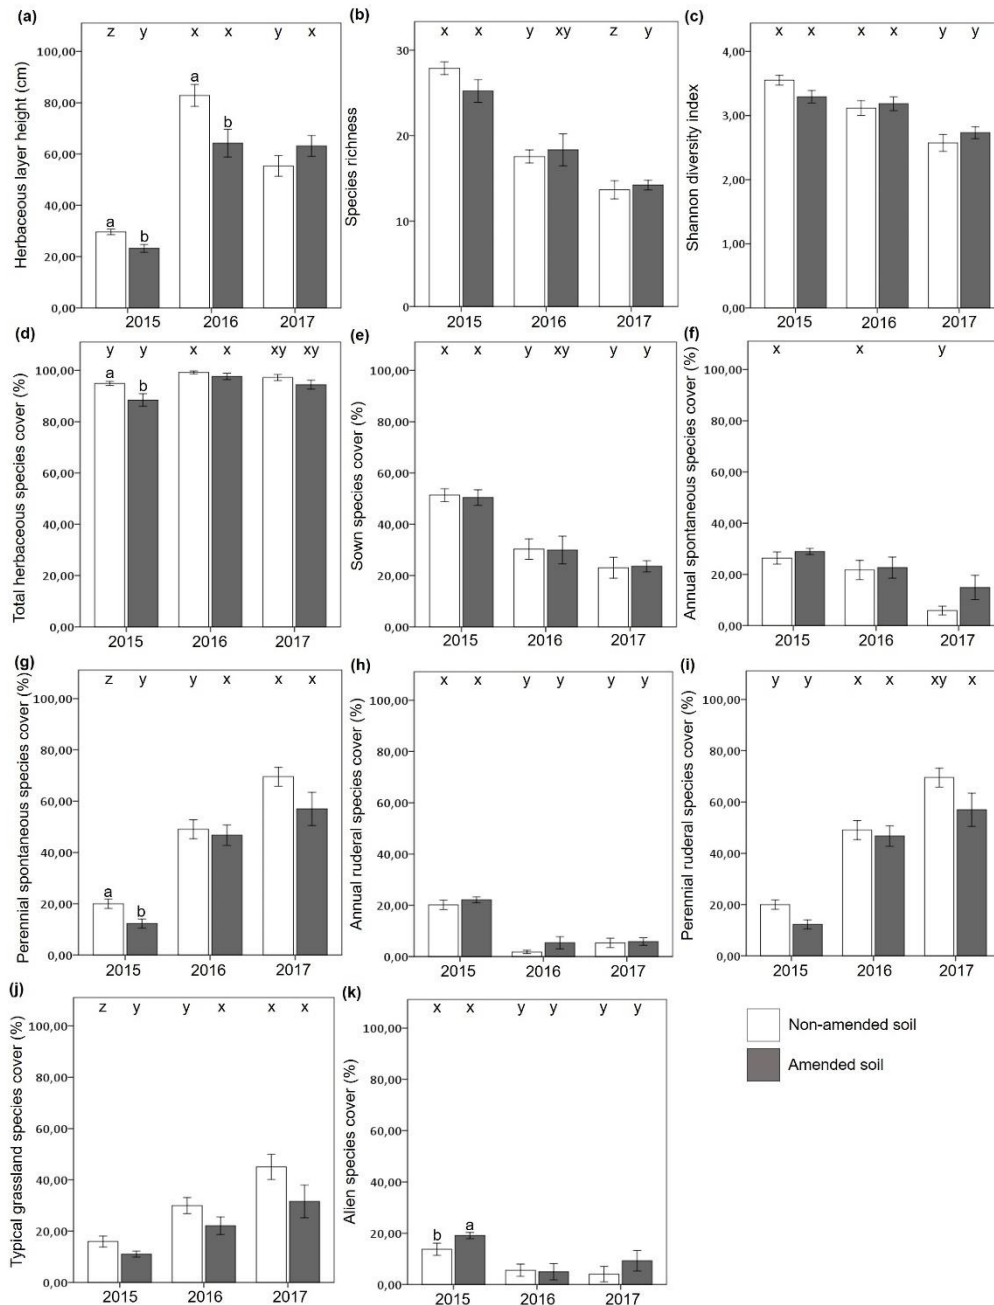 (a)
z y x x y x
Herbaceous layer height (cm)
100,00
80,00
60,00
40,00
20,00
0,00
a b a b
2015 2016 2017
(b)
x x y xy z y
Species richness
30
20
10
0
2015 2016 2017
(c)
x x x x y y
Shannon diversity index
4,00
3,00
2,00
1,00
0,00
2015 2016 2017
(d)
y y x x xy xy
Total herbaceous species cover (%)
100,00
80,00
60,00
40,00
20,00
0,00
a b
2015 2016 2017
(e)
x x y xy y y
Sown species cover (%)
100,00
80,00
60,00
40,00
20,00
0,00
2015 2016 2017
(f)
x x y
Annual spontaneous species cover (%)
100,00
80,00
60,00
40,00
20,00
0,00
2015 2016 2017
(g)
z y y x x x
Perennial spontaneous species cover (%)
100,00
80,00
60,00
40,00
20,00
0,00
a b
2015 2016 2017
(h)
x x y y y y
Annual ruderal species cover (%)
100,00
80,00
60,00
40,00
20,00
0,00
2015 2016 2017
(i)
y y x x xy x
Perennial ruderal species cover (%)
100,00
80,00
60,00
40,00
20,00
0,00
2015 2016 2017
(j)
z y y x x x
Typical grassland species cover (%)
100,00
80,00
60,00
40,00
20,00
0,00
2015 2016 2017
(k)
x x y y y y
Alien species cover (%)
100,00
80,00
60,00
40,00
20,00
0,00
b a
2015 2016 2017
Non-amended soil
Amended soil